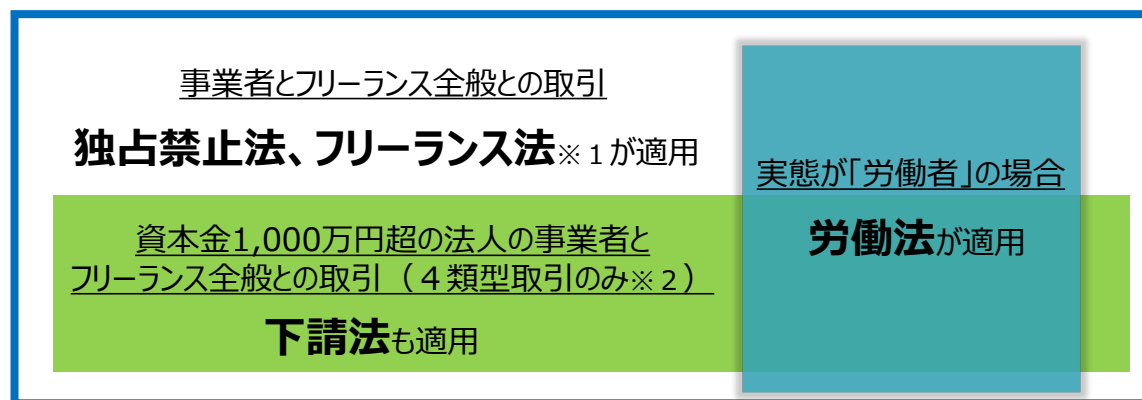 事業者とフリーランス全般との取引
独占禁止法、フリーランス法※1が適用
資本金1,000万円超の法人の事業者と
フリーランス全般との取引（４類型取引のみ※2）
下請法も適用
実態が「労働者」の場合
労働法が適用